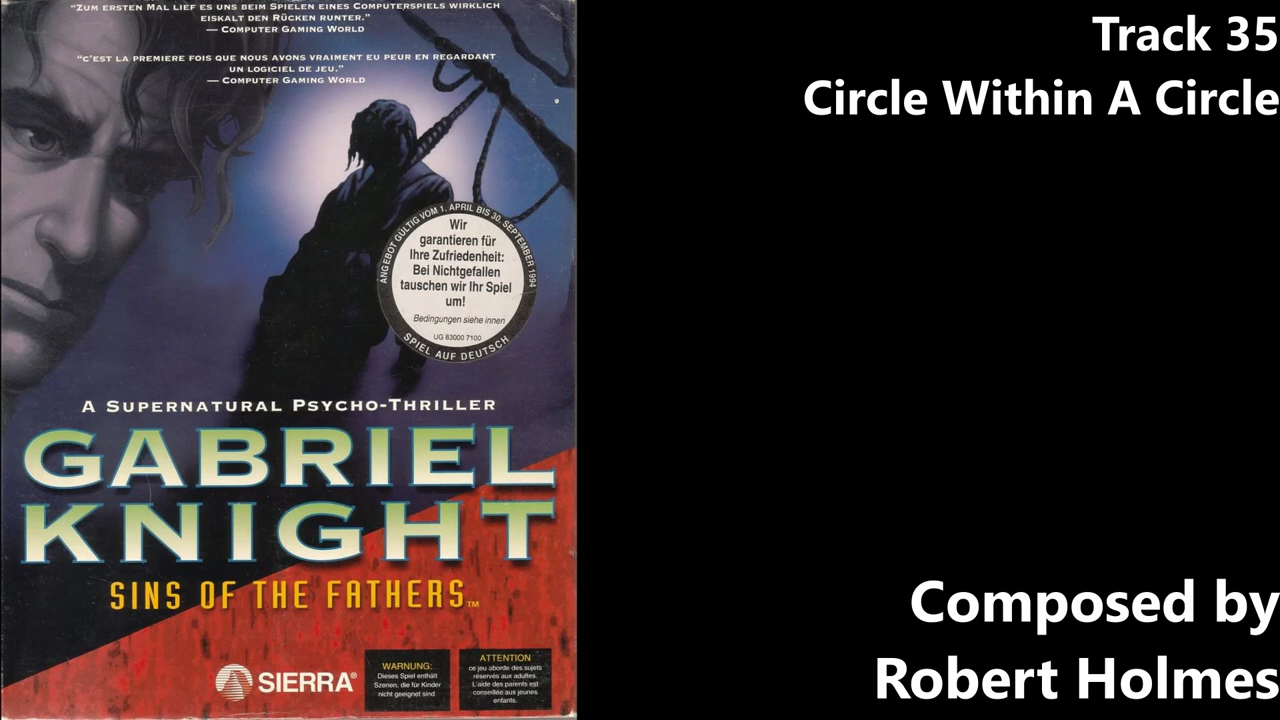 "ZUM ERSTEN MAL LIEF ES UNS BEIM SPIELEN EINES COMPUTERSPIELS WIRKLICH
EISKALT DEN RÜCKEN RUNTER."
— COMPUTER GAMING WORLD
"C'EST LA PREMIERE FOIS QUE NOUS AVONS VRAIMENT EU PEUR EN REGARDANT
UN LOGICIEL DE JEU."
— COMPUTER GAMING WORLD
ANGEBOT GÜLTIG VOM 1. APRIL BIS 30. SEPTEMBER 1994
Wir
garantieren für
Ihre Zufriedenheit:
Bei Nichtgefallen
tauschen wir Ihr Spiel
um!
Bedingungen siehe innen
UG 83000 7100
SPIEL AUF DEUTSCH
A SUPERNATURAL PSYCHO-THRILLER
GABRIEL
KNIGHT
SINS OF THE FATHERS™
SIERRA®
WARNUNG:
Dieses Spiel enthält
Szenen, die für Kinder
nicht geeignet sind
ATTENTION
ce jeu aborde des sujets
réservés aux adultes.
L'aide des parents est
conseillée aux jeunes
enfants.
Track 35
Circle Within A Circle
Composed by
Robert Holmes